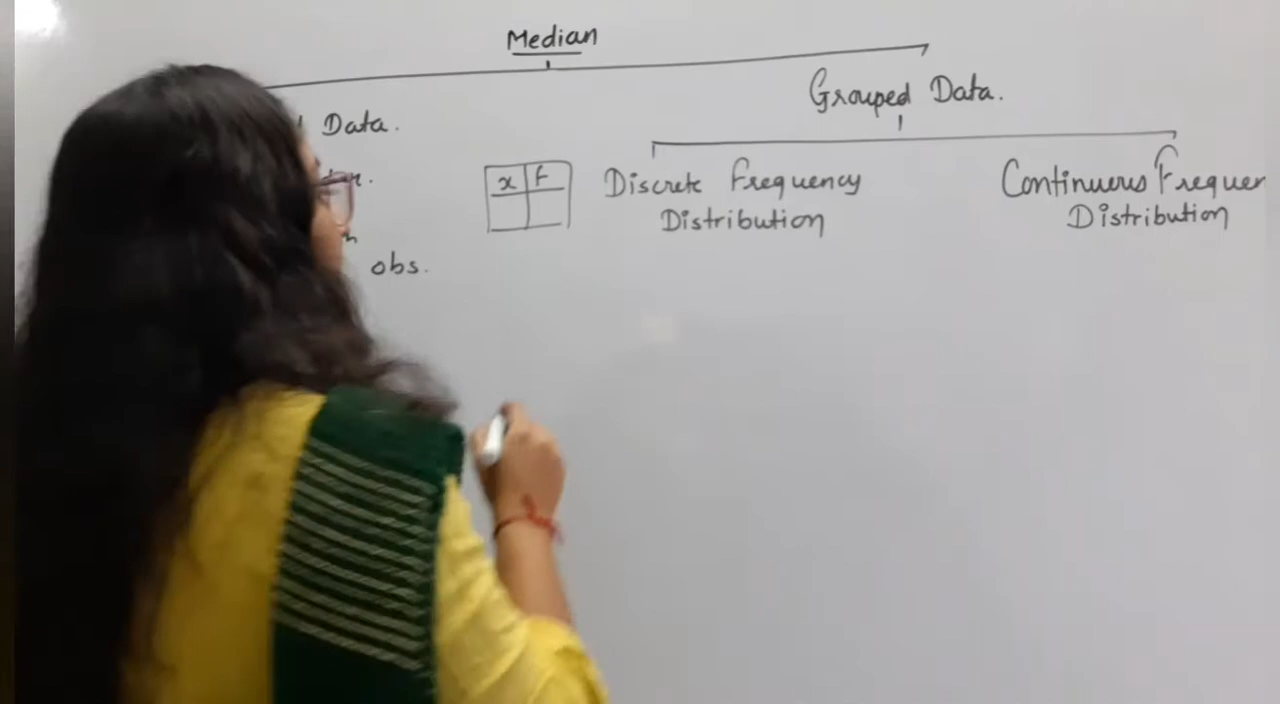 Median
Grouped Data.
Data.
x f
Discrete Frequency
Distribution
Continuous Frequen
Distribution
obs.